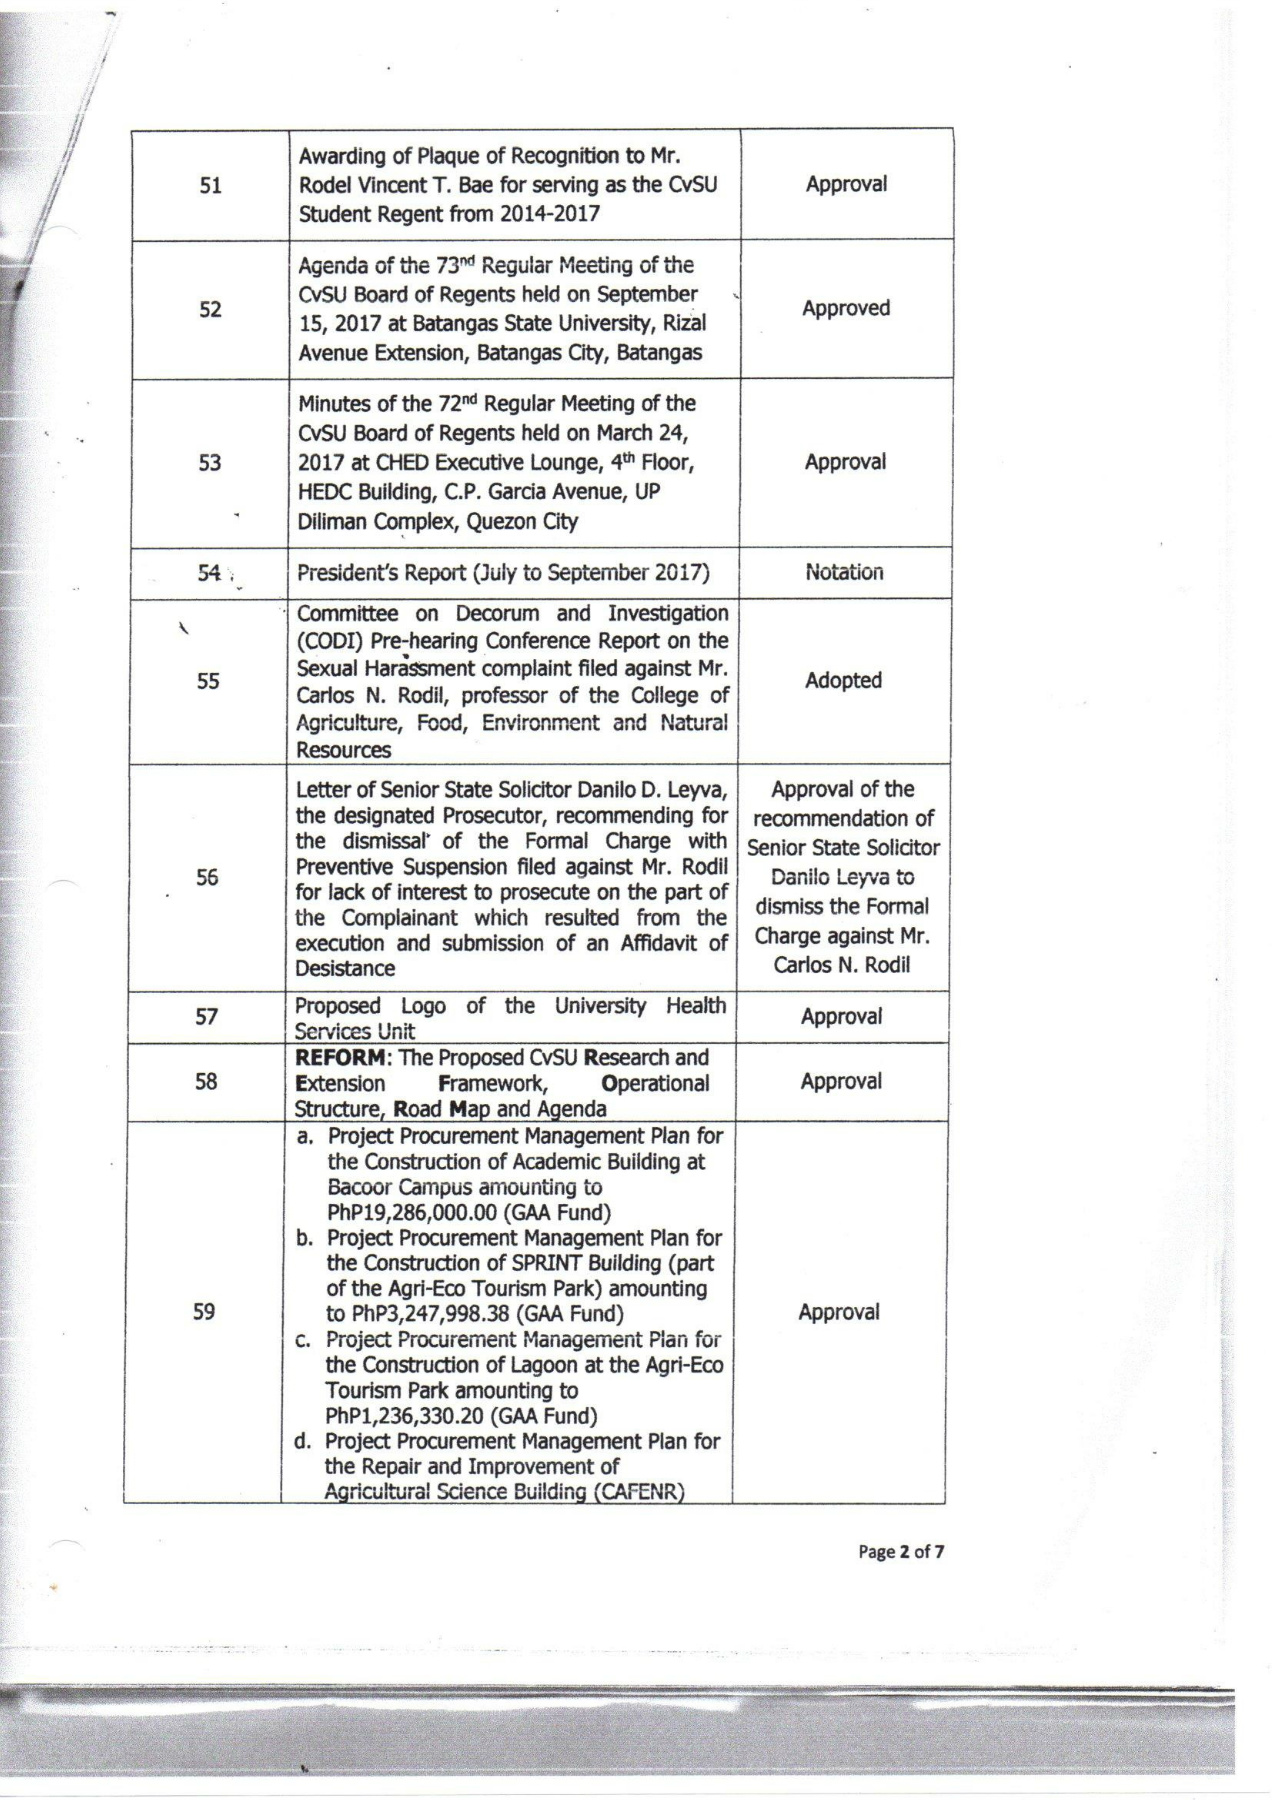 51
Awarding of Plaque of Recognition to Mr.
Rodel Vincent T. Bae for serving as the CvSU
Student Regent from 2014-2017
Approval
52
Agenda of the 73nd Regular Meeting of the
CvSU Board of Regents held on September
15, 2017 at Batangas State University, Rizal
Avenue Extension, Batangas City, Batangas
Approved
53
Minutes of the 72nd Regular Meeting of the
CvSU Board of Regents held on March 24,
2017 at CHED Executive Lounge, 4th Floor,
HEDC Building, C.P. Garcia Avenue, UP
Diliman Complex, Quezon City
Approval
54
President's Report (July to September 2017)
Notation
55
Committee on Decorum and Investigation
(CODI) Pre-hearing Conference Report on the
Sexual Harassment complaint filed against Mr.
Carlos N. Rodil, professor of the College of
Agriculture, Food, Environment and Natural
Resources
Adopted
56
Letter of Senior State Solicitor Danilo D. Leyva,
the designated Prosecutor, recommending for
the dismissal of the Formal Charge with
Preventive Suspension filed against Mr. Rodil
for lack of interest to prosecute on the part of
the Complainant which resulted from the
execution and submission of an Affidavit of
Desistance
Approval of the
recommendation of
Senior State Solicitor
Danilo Leyva to
dismiss the Formal
Charge against Mr.
Carlos N. Rodil
57
Proposed Logo of the University Health
Services Unit
Approval
58
REFORM: The Proposed CvSU Research and
Extension Framework, Operational
Structure, Road Map and Agenda
Approval
59
a. Project Procurement Management Plan for
the Construction of Academic Building at
Bacoor Campus amounting to
PhP19,286,000.00 (GAA Fund)
b. Project Procurement Management Plan for
the Construction of SPRINT Building (part
of the Agri-Eco Tourism Park) amounting
to PhP3,247,998.38 (GAA Fund)
c. Project Procurement Management Plan for
the Construction of Lagoon at the Agri-Eco
Tourism Park amounting to
PhP1,236,330.20 (GAA Fund)
d. Project Procurement Management Plan for
the Repair and Improvement of
Agricultural Science Building (CAFENR)
Approval
Page 2 of 7